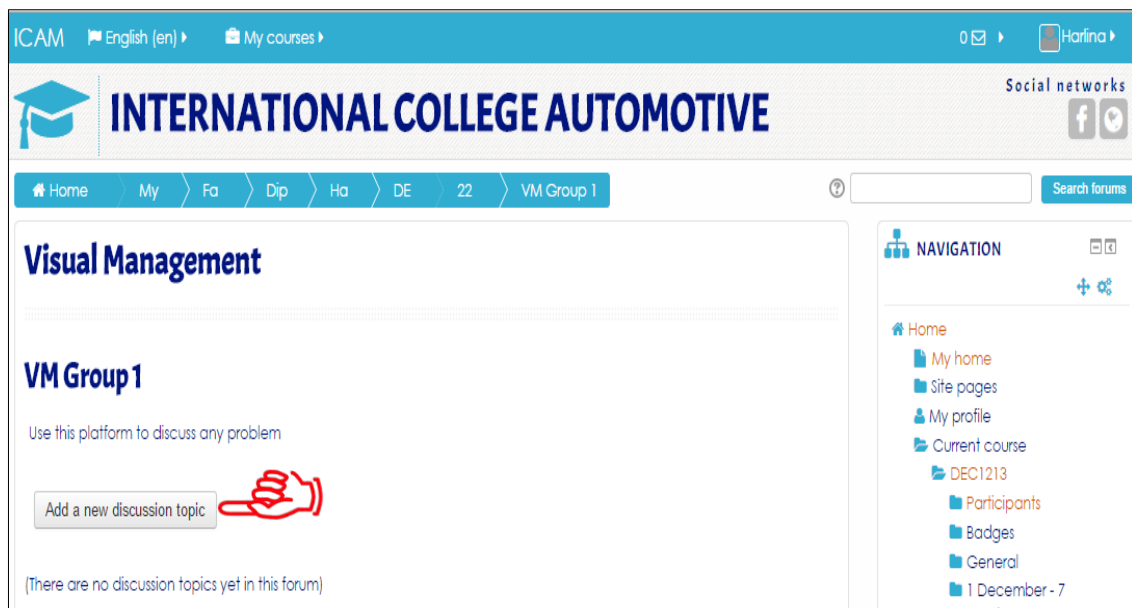 ICAM English (en) My courses 0 Harlina
Social networks
INTERNATIONAL COLLEGE AUTOMOTIVE
Home My Fa Dip Ha DE 22 VM Group 1 Search forums
Visual Management
VM Group 1
Use this platform to discuss any problem
Add a new discussion topic
(There are no discussion topics yet in this forum)
NAVIGATION
Home
My home
Site pages
My profile
Current course
DEC1213
Participants
Badges
General
1 December - 7